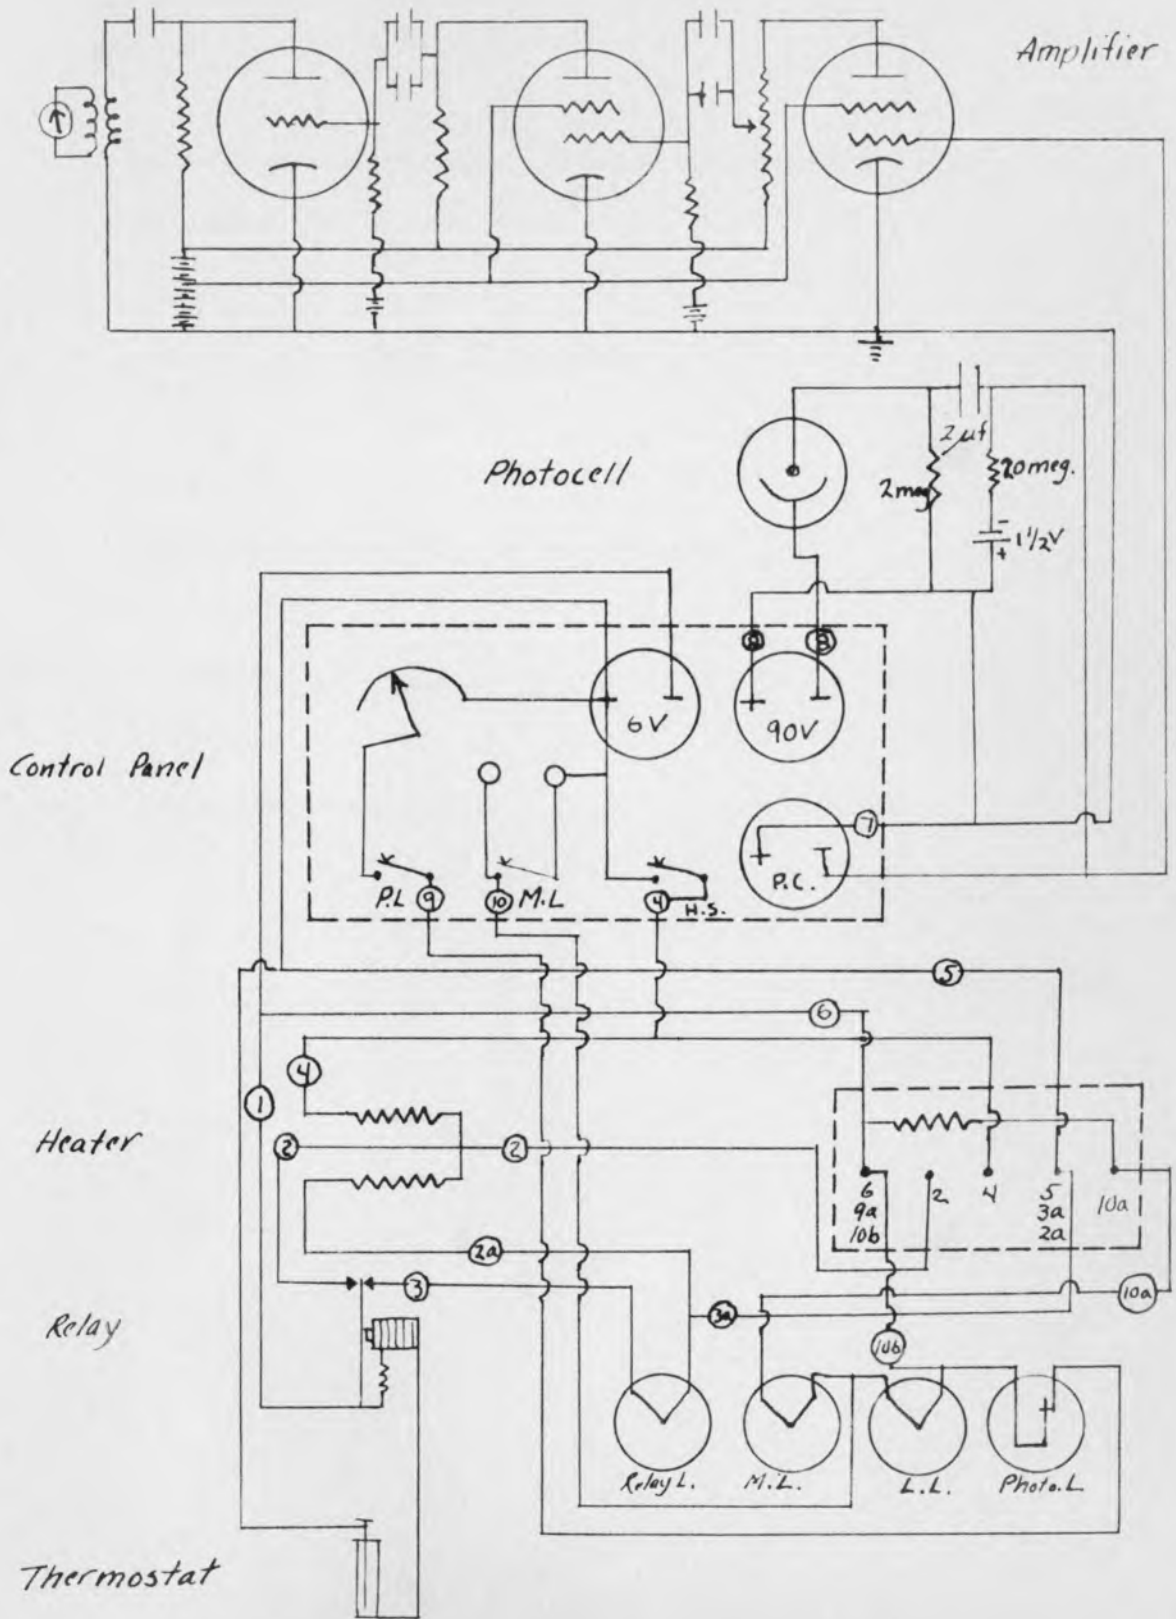 Amplifier
Photocell
2 µf
2 meg
20 meg.
-
+
1 1/2 V
8
+
6V
+
90V
Control Panel
7
+
P.C.
P.L
9
10
M.L
4
H.S.
5
6
4
1
Heater
2
2
6
9a
10b
2
4
5
3a
2a
10a
2a
3
3a
10a
Relay
10b
+
Relay L.
M.L.
L.L.
Photo.L
Thermostat